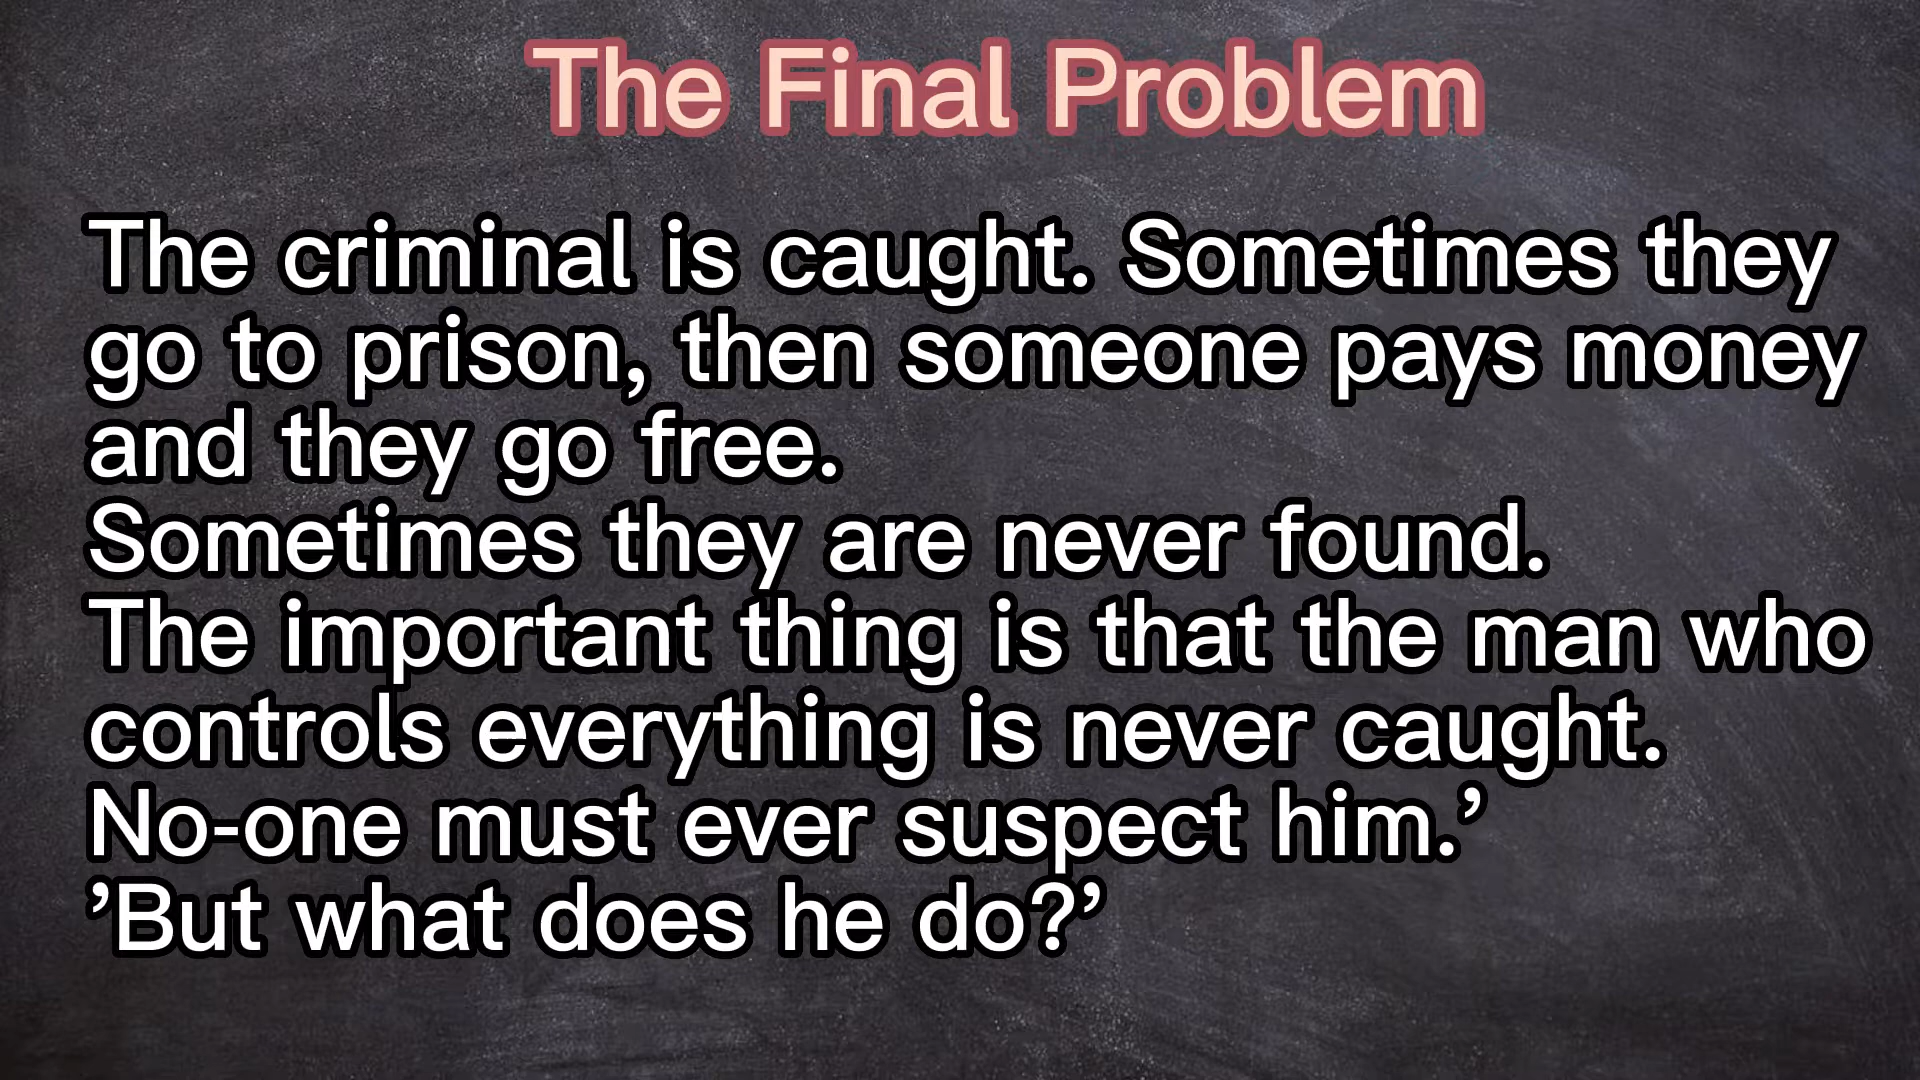 The Final Problem
The criminal is caught. Sometimes they
go to prison, then someone pays money
and they go free.
Sometimes they are never found.
The important thing is that the man who
controls everything is never caught.
No-one must ever suspect him.’
’But what does he do?’